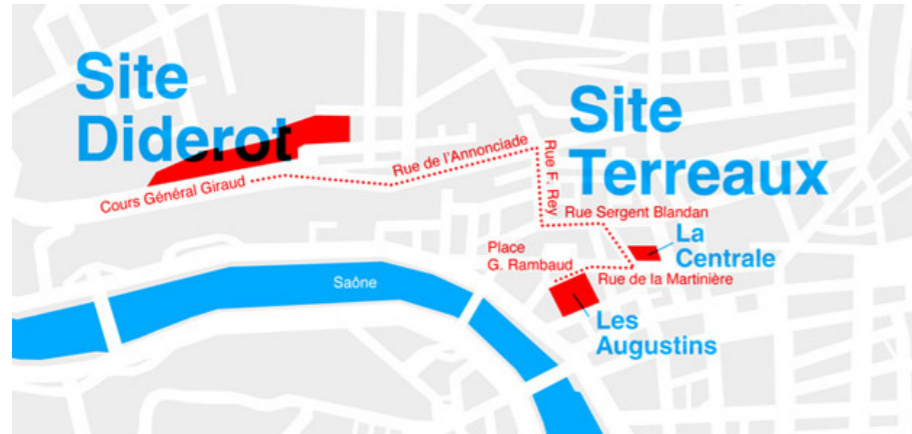 Site
Diderot
Site
Terreaux
Cours Général Giraud
Rue de l'Annonciade
Rue F. Rey
Rue Sergent Blandan
La
Centrale
Place
G. Rambaud
Rue de la Martinière
Saône
Les
Augustins